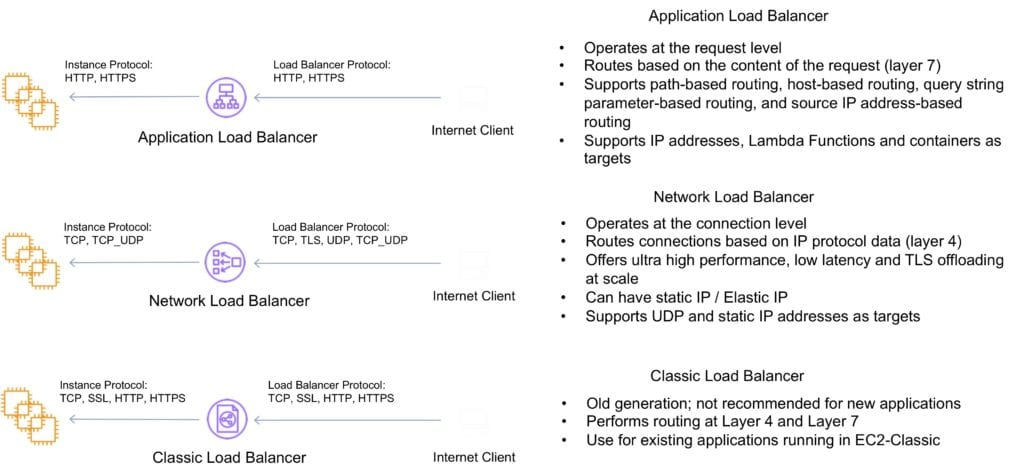 Instance Protocol:
HTTP, HTTPS
Load Balancer Protocol:
HTTP, HTTPS
Application Load Balancer
Internet Client
Application Load Balancer
• Operates at the request level
• Routes based on the content of the request (layer 7)
• Supports path-based routing, host-based routing, query string
parameter-based routing, and source IP address-based
routing
• Supports IP addresses, Lambda Functions and containers as
targets
Instance Protocol:
TCP, TCP_UDP
Load Balancer Protocol:
TCP, TLS, UDP, TCP_UDP
Network Load Balancer
Internet Client
Network Load Balancer
• Operates at the connection level
• Routes connections based on IP protocol data (layer 4)
• Offers ultra high performance, low latency and TLS offloading
at scale
• Can have static IP / Elastic IP
• Supports UDP and static IP addresses as targets
Instance Protocol:
TCP, SSL, HTTP, HTTPS
Load Balancer Protocol:
TCP, SSL, HTTP, HTTPS
Classic Load Balancer
Internet Client
Classic Load Balancer
• Old generation; not recommended for new applications
• Performs routing at Layer 4 and Layer 7
• Use for existing applications running in EC2-Classic